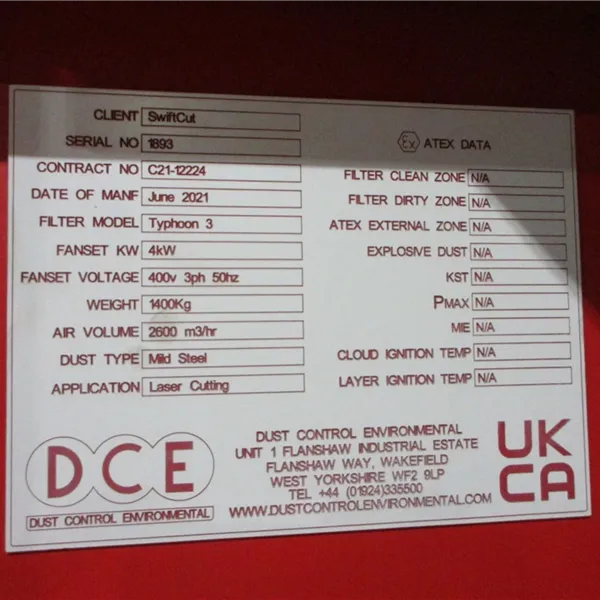 CLIENT SwiftCut
SERIAL NO 1893
CONTRACT NO C21-12224
DATE OF MANF June 2021
FILTER MODEL Typhoon 3
FANSET KW 4kW
FANSET VOLTAGE 400v 3ph 50hz
WEIGHT 1400Kg
AIR VOLUME 2600 m3/hr
DUST TYPE Mild Steel
APPLICATION Laser Cutting
Ex ATEX DATA
FILTER CLEAN ZONE N/A
FILTER DIRTY ZONE N/A
ATEX EXTERNAL ZONE N/A
EXPLOSIVE DUST N/A
KST N/A
PMAX N/A
MIE N/A
CLOUD IGNITION TEMP N/A
LAYER IGNITION TEMP N/A
DCE
DUST CONTROL ENVIRONMENTAL
DUST CONTROL ENVIRONMENTAL
UNIT 1 FLANSHAW INDUSTRIAL ESTATE
FLANSHAW WAY, WAKEFIELD
WEST YORKSHIRE WF2 9LP
TEL +44 (01924)335500
WWW.DUSTCONTROLENVIRONMENTAL.COM
UK
CA